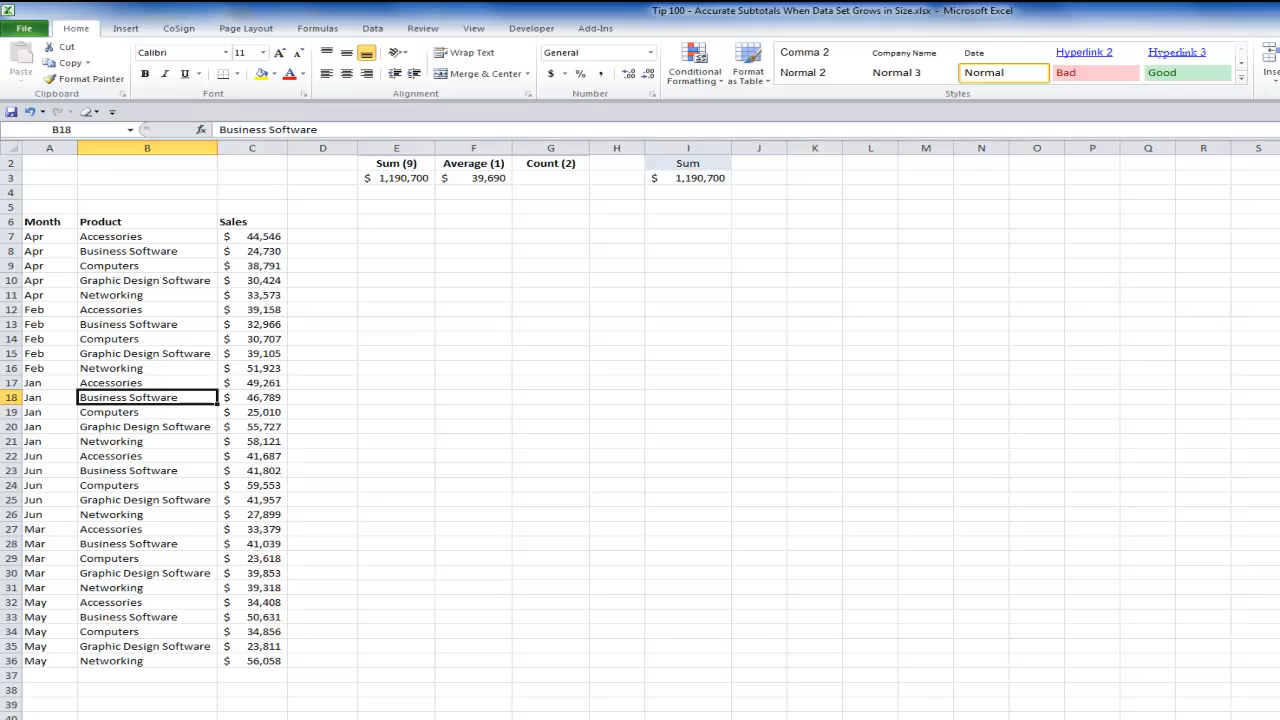 Tip 100 - Accurate Subtotals When Data Set Grows in Size.xlsx - Microsoft Excel
File Home Insert CoSign Page Layout Formulas Data Review View Developer Add-Ins
Cut Calibri 11 Wrap Text General Comma 2 Company Name Date Hyperlink 2 Hyperlink 3
Copy
Paste Format Painter B I U Merge & Center $ % , Conditional Formatting Format as Table Normal 2 Normal 3 Normal Bad Good
Clipboard Font Alignment Number Styles
B18 fx Business Software
A B C D E F G H I J K L M N O P Q R S
2 Sum (9) Average (1) Count (2) Sum
3 $ 1,190,700 $ 39,690 $ 1,190,700
4
5
6 Month Product Sales
7 Apr Accessories $ 44,546
8 Apr Business Software $ 24,730
9 Apr Computers $ 38,791
10 Apr Graphic Design Software $ 30,424
11 Apr Networking $ 33,573
12 Feb Accessories $ 39,158
13 Feb Business Software $ 32,966
14 Feb Computers $ 30,707
15 Feb Graphic Design Software $ 39,105
16 Feb Networking $ 51,923
17 Jan Accessories $ 49,261
18 Jan Business Software $ 46,789
19 Jan Computers $ 25,010
20 Jan Graphic Design Software $ 55,727
21 Jan Networking $ 58,121
22 Jun Accessories $ 41,687
23 Jun Business Software $ 41,802
24 Jun Computers $ 59,553
25 Jun Graphic Design Software $ 41,957
26 Jun Networking $ 27,899
27 Mar Accessories $ 33,379
28 Mar Business Software $ 41,039
29 Mar Computers $ 23,618
30 Mar Graphic Design Software $ 39,853
31 Mar Networking $ 39,318
32 May Accessories $ 34,408
33 May Business Software $ 50,631
34 May Computers $ 34,856
35 May Graphic Design Software $ 23,811
36 May Networking $ 56,058
37
38
39